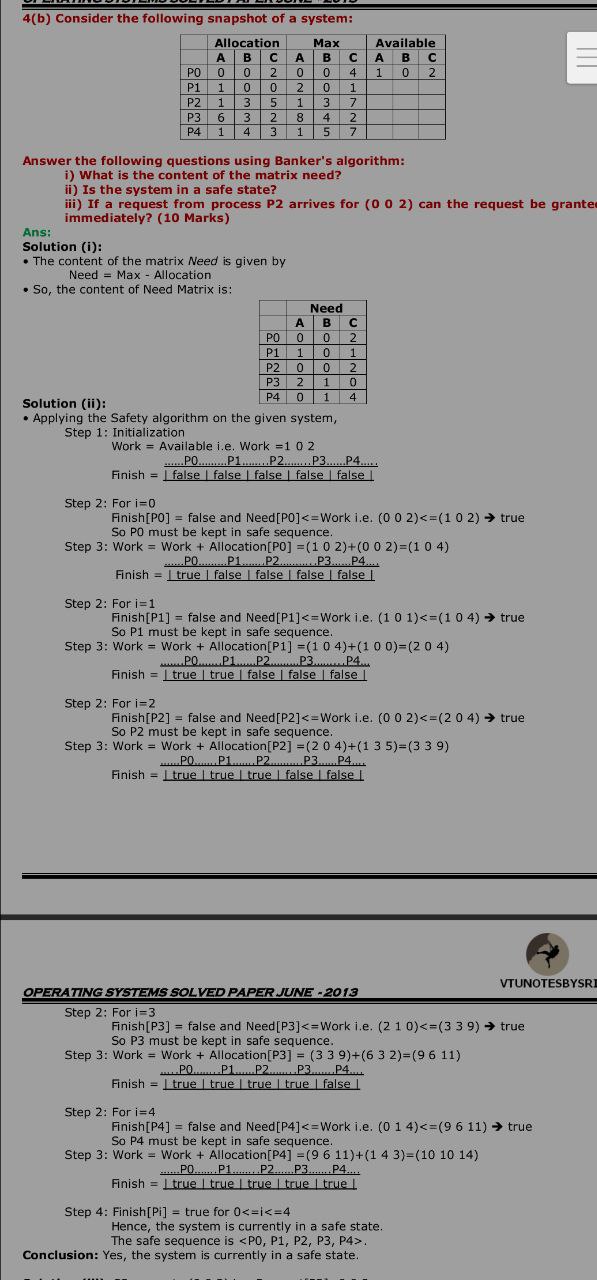 OPERATING SYSTEMS SOLVED PAPER JUNE - 2013
4(b) Consider the following snapshot of a system:
Allocation Max Available
A B C A B C A B C
P0 0 0 2 0 0 4 1 0 2
P1 1 0 0 2 0 1
P2 1 3 5 1 3 7
P3 6 3 2 8 4 2
P4 1 4 3 1 5 7
Answer the following questions using Banker's algorithm:
i) What is the content of the matrix need?
ii) Is the system in a safe state?
iii) If a request from process P2 arrives for (0 0 2) can the request be grante
immediately? (10 Marks)
Ans:
Solution (i):
• The content of the matrix Need is given by
Need = Max - Allocation
• So, the content of Need Matrix is:
Need
A B C
P0 0 0 2
P1 1 0 1
P2 0 0 2
P3 2 1 0
P4 0 1 4
Solution (ii):
• Applying the Safety algorithm on the given system,
Step 1: Initialization
Work = Available i.e. Work =1 0 2
......P0.........P1.......P2........P3......P4.....
Finish = | false | false | false | false | false |
Step 2: For i=0
Finish[P0] = false and Need[P0]<=Work i.e. (0 0 2)<=(1 0 2) ➔ true
So P0 must be kept in safe sequence.
Step 3: Work = Work + Allocation[P0] =(1 0 2)+(0 0 2)=(1 0 4)
......P0.........P1.......P2...........P3......P4....
Finish = | true | false | false | false | false |
Step 2: For i=1
Finish[P1] = false and Need[P1]<=Work i.e. (1 0 1)<=(1 0 4) ➔ true
So P1 must be kept in safe sequence.
Step 3: Work = Work + Allocation[P1] =(1 0 4)+(1 0 0)=(2 0 4)
.......P0.......P1......P2.........P3.........P4...
Finish = | true | true | false | false | false |
Step 2: For i=2
Finish[P2] = false and Need[P2]<=Work i.e. (0 0 2)<=(2 0 4) ➔ true
So P2 must be kept in safe sequence.
Step 3: Work = Work + Allocation[P2] =(2 0 4)+(1 3 5)=(3 3 9)
......P0.......P1.......P2..........P3......P4....
Finish = | true | true | true | false | false |
VTUNOTESBYSRI
OPERATING SYSTEMS SOLVED PAPER JUNE - 2013
Step 2: For i=3
Finish[P3] = false and Need[P3]<=Work i.e. (2 1 0)<=(3 3 9) ➔ true
So P3 must be kept in safe sequence.
Step 3: Work = Work + Allocation[P3] = (3 3 9)+(6 3 2)=(9 6 11)
.....P0........P1......P2........P3.......P4....
Finish = | true | true | true | true | false |
Step 2: For i=4
Finish[P4] = false and Need[P4]<=Work i.e. (0 1 4)<=(9 6 11) ➔ true
So P4 must be kept in safe sequence.
Step 3: Work = Work + Allocation[P4] =(9 6 11)+(1 4 3)=(10 10 14)
......P0.......P1.......P2......P3.......P4....
Finish = | true | true | true | true | true |
Step 4: Finish[Pi] = true for 0<=i<=4
Hence, the system is currently in a safe state.
The safe sequence is <P0, P1, P2, P3, P4>.
Conclusion: Yes, the system is currently in a safe state.